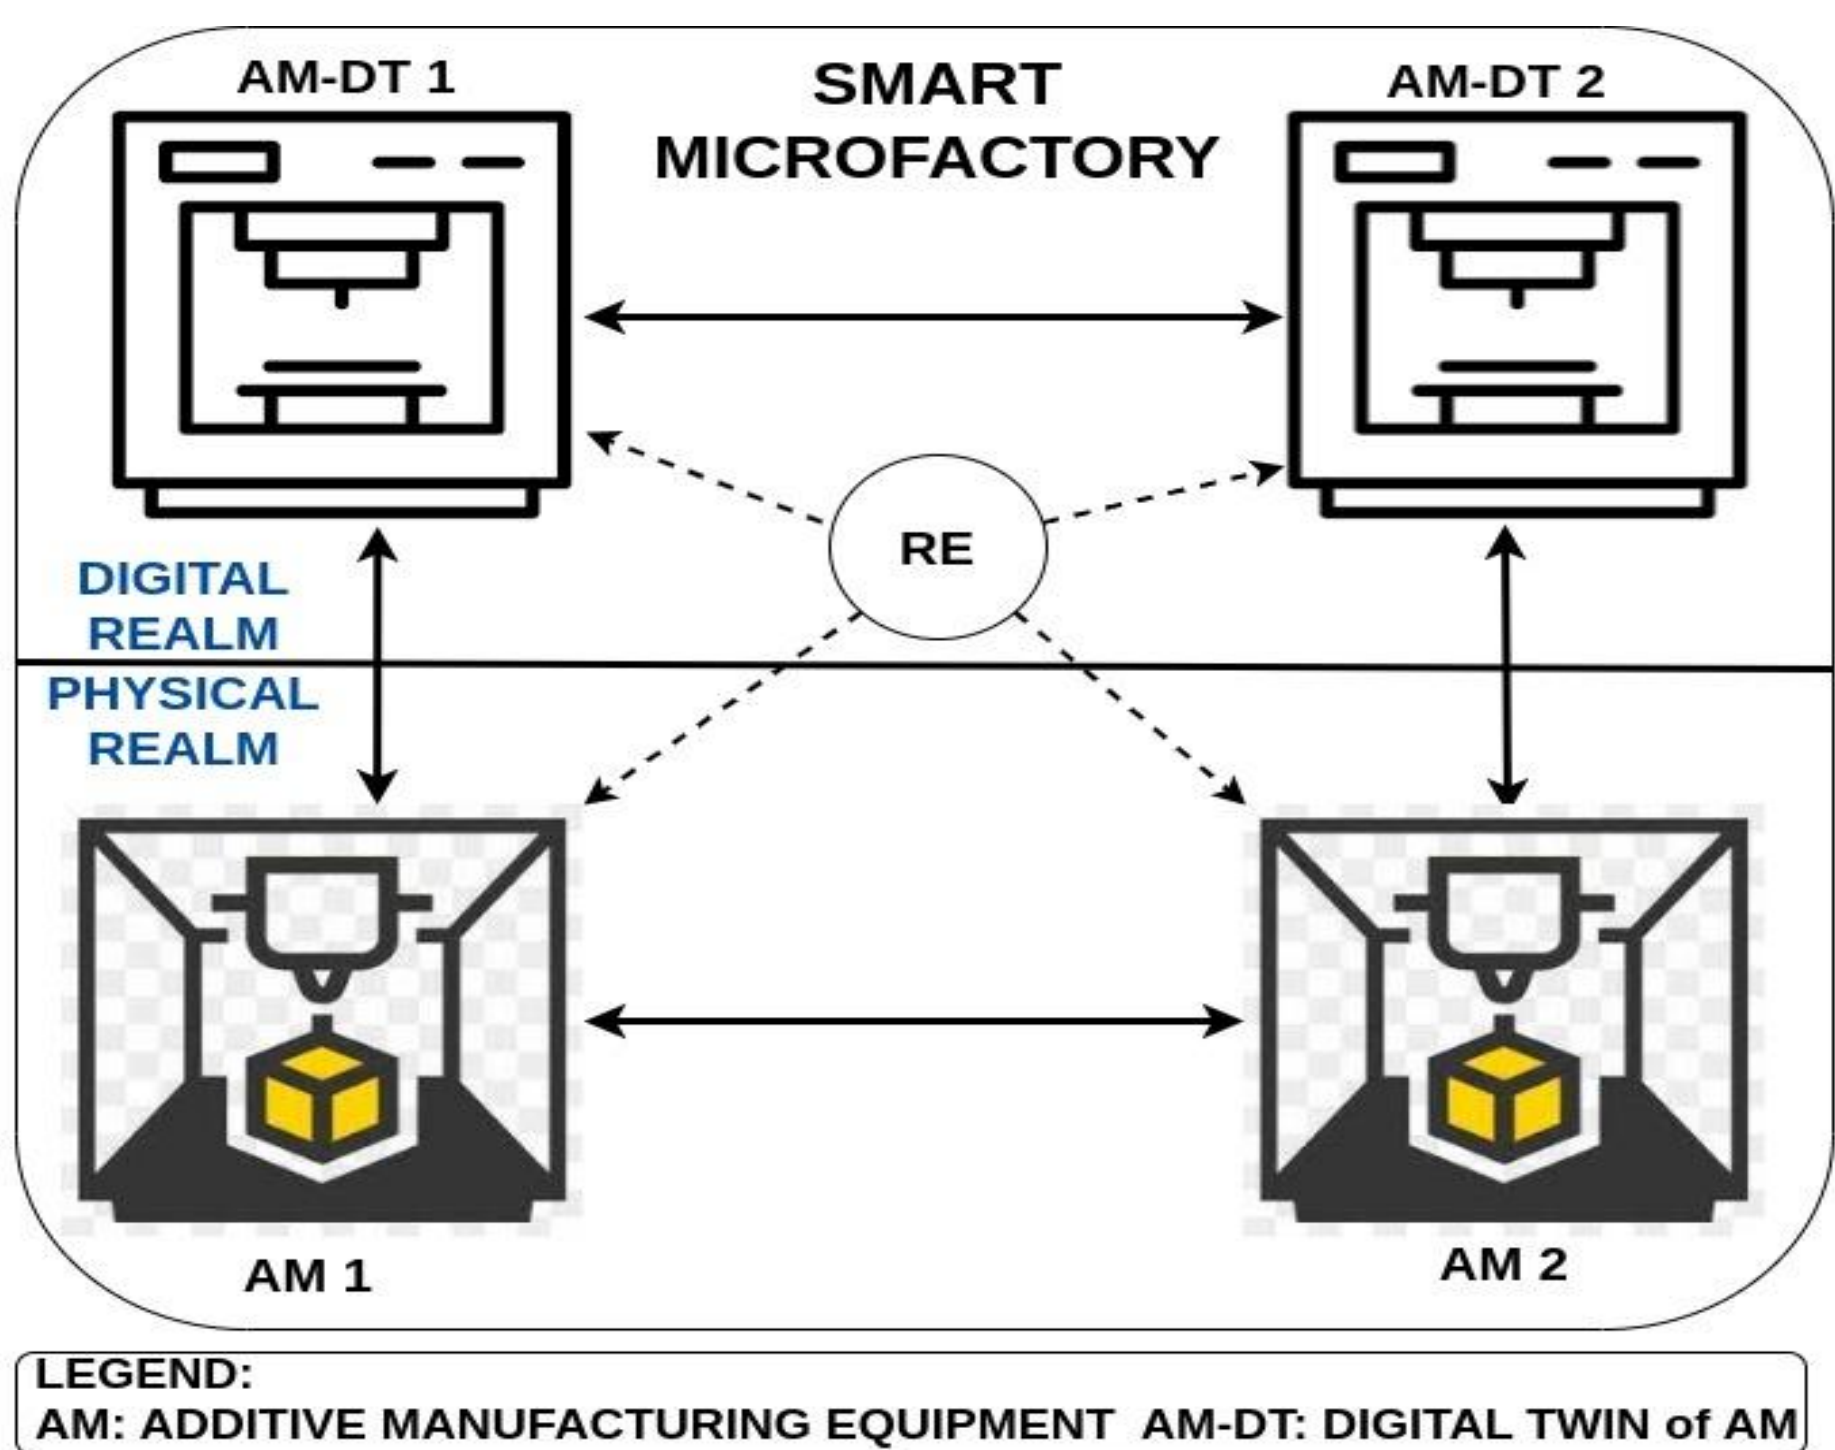 AM-DT 1
SMART
MICROFACTORY
AM-DT 2
RE
DIGITAL
REALM
PHYSICAL
REALM
AM 1
AM 2
LEGEND:
AM: ADDITIVE MANUFACTURING EQUIPMENT AM-DT: DIGITAL TWIN of AM